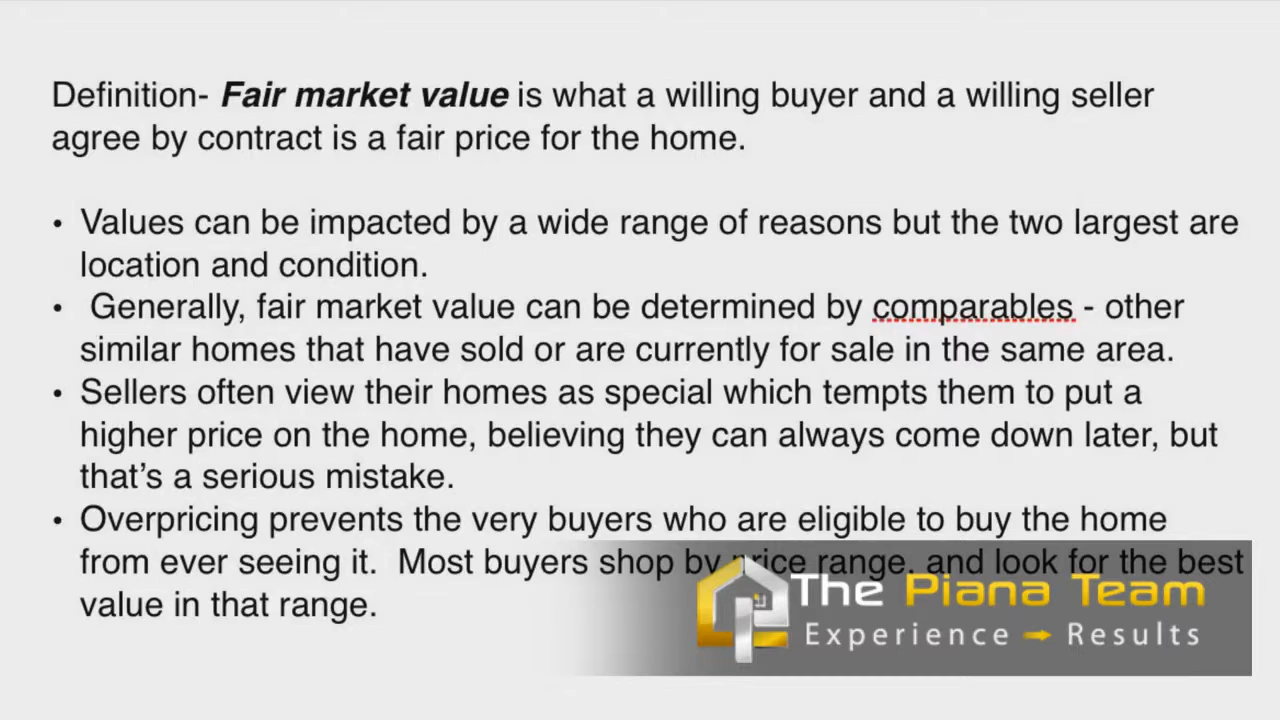 Definition- Fair market value is what a willing buyer and a willing seller
agree by contract is a fair price for the home.
• Values can be impacted by a wide range of reasons but the two largest are
location and condition.
• Generally, fair market value can be determined by comparables - other
similar homes that have sold or are currently for sale in the same area.
• Sellers often view their homes as special which tempts them to put a
higher price on the home, believing they can always come down later, but
that’s a serious mistake.
• Overpricing prevents the very buyers who are eligible to buy the home
from ever seeing it. Most buyers shop by price range, and look for the best
value in that range.
The Piana Team
Experience → Results